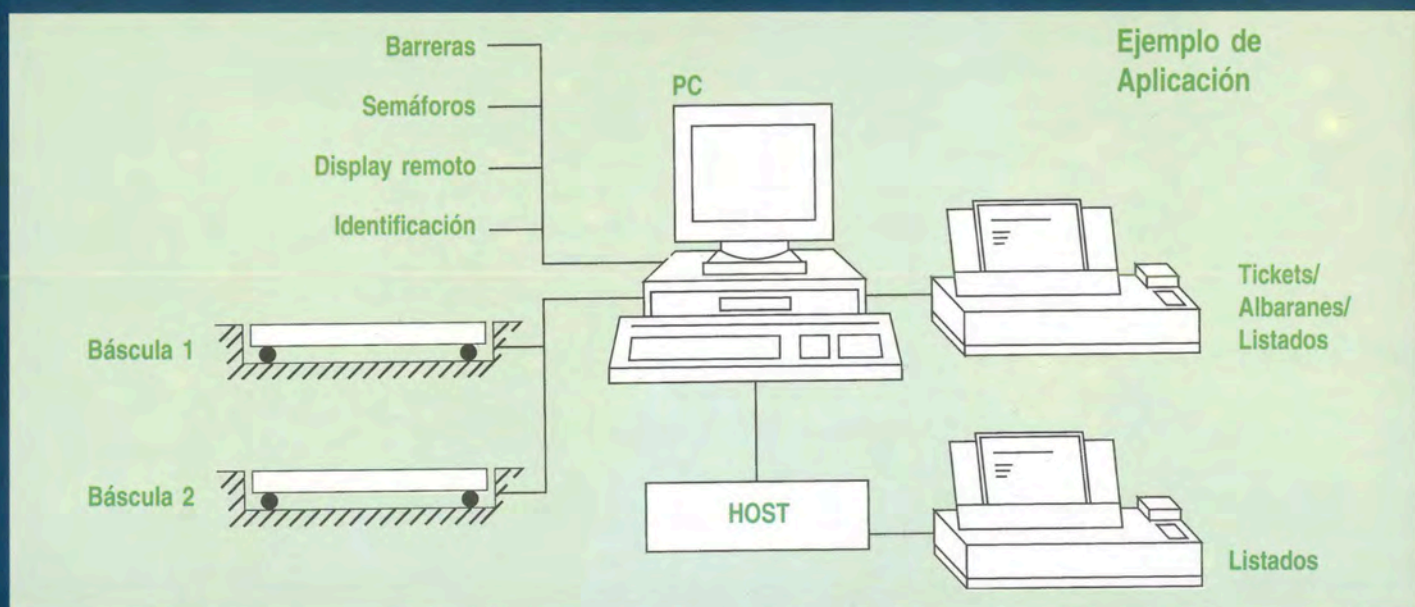 Ejemplo de
Aplicación
Barreras
Semáforos
Display remoto
Identificación
PC
Báscula 1
Báscula 2
HOST
Tickets/
Albaranes/
Listados
Listados